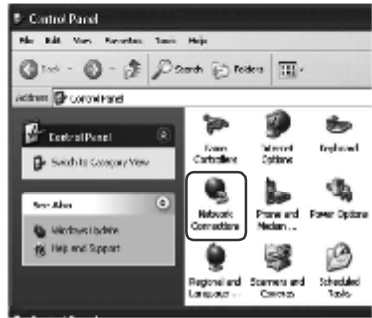 Control Panel
File Edit View Favorites Tools Help
Back Search Folders
Address Control Panel
Control Panel
Switch to Category View
See Also
Windows Update
Help and Support
Game Controllers
Internet Options
Keyboard
Network Connections
Phone and Modem ...
Power Options
Regional and Language ...
Scanners and Cameras
Scheduled Tasks